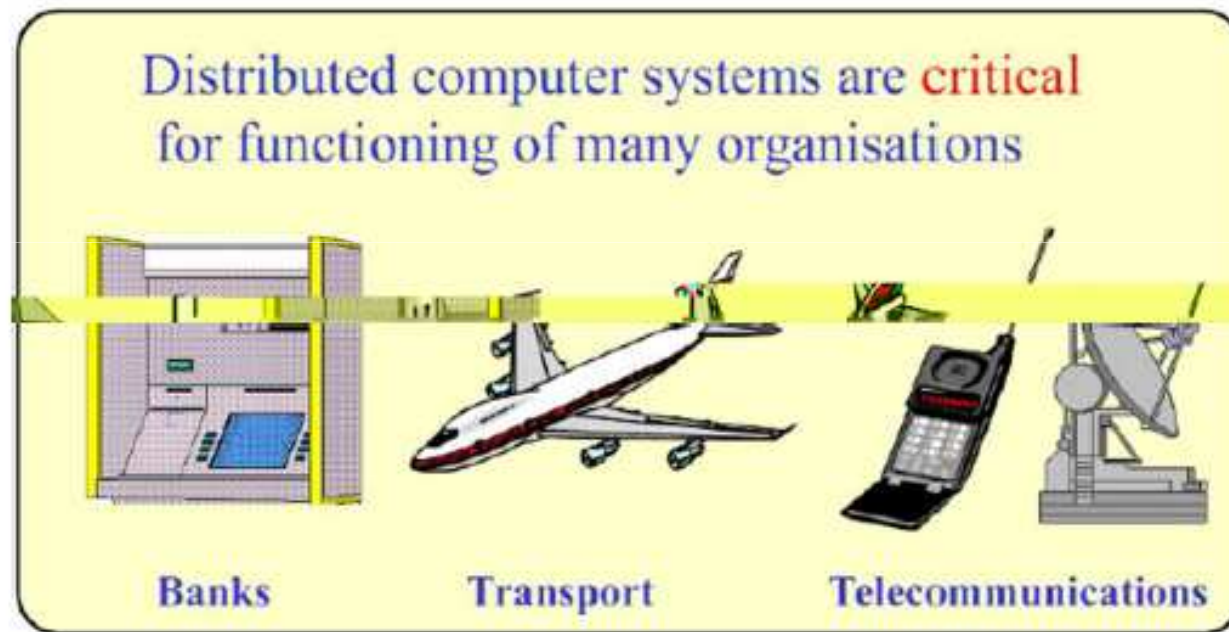 Distributed computer systems are critical
for functioning of many organisations
Banks
Transport
Telecommunications